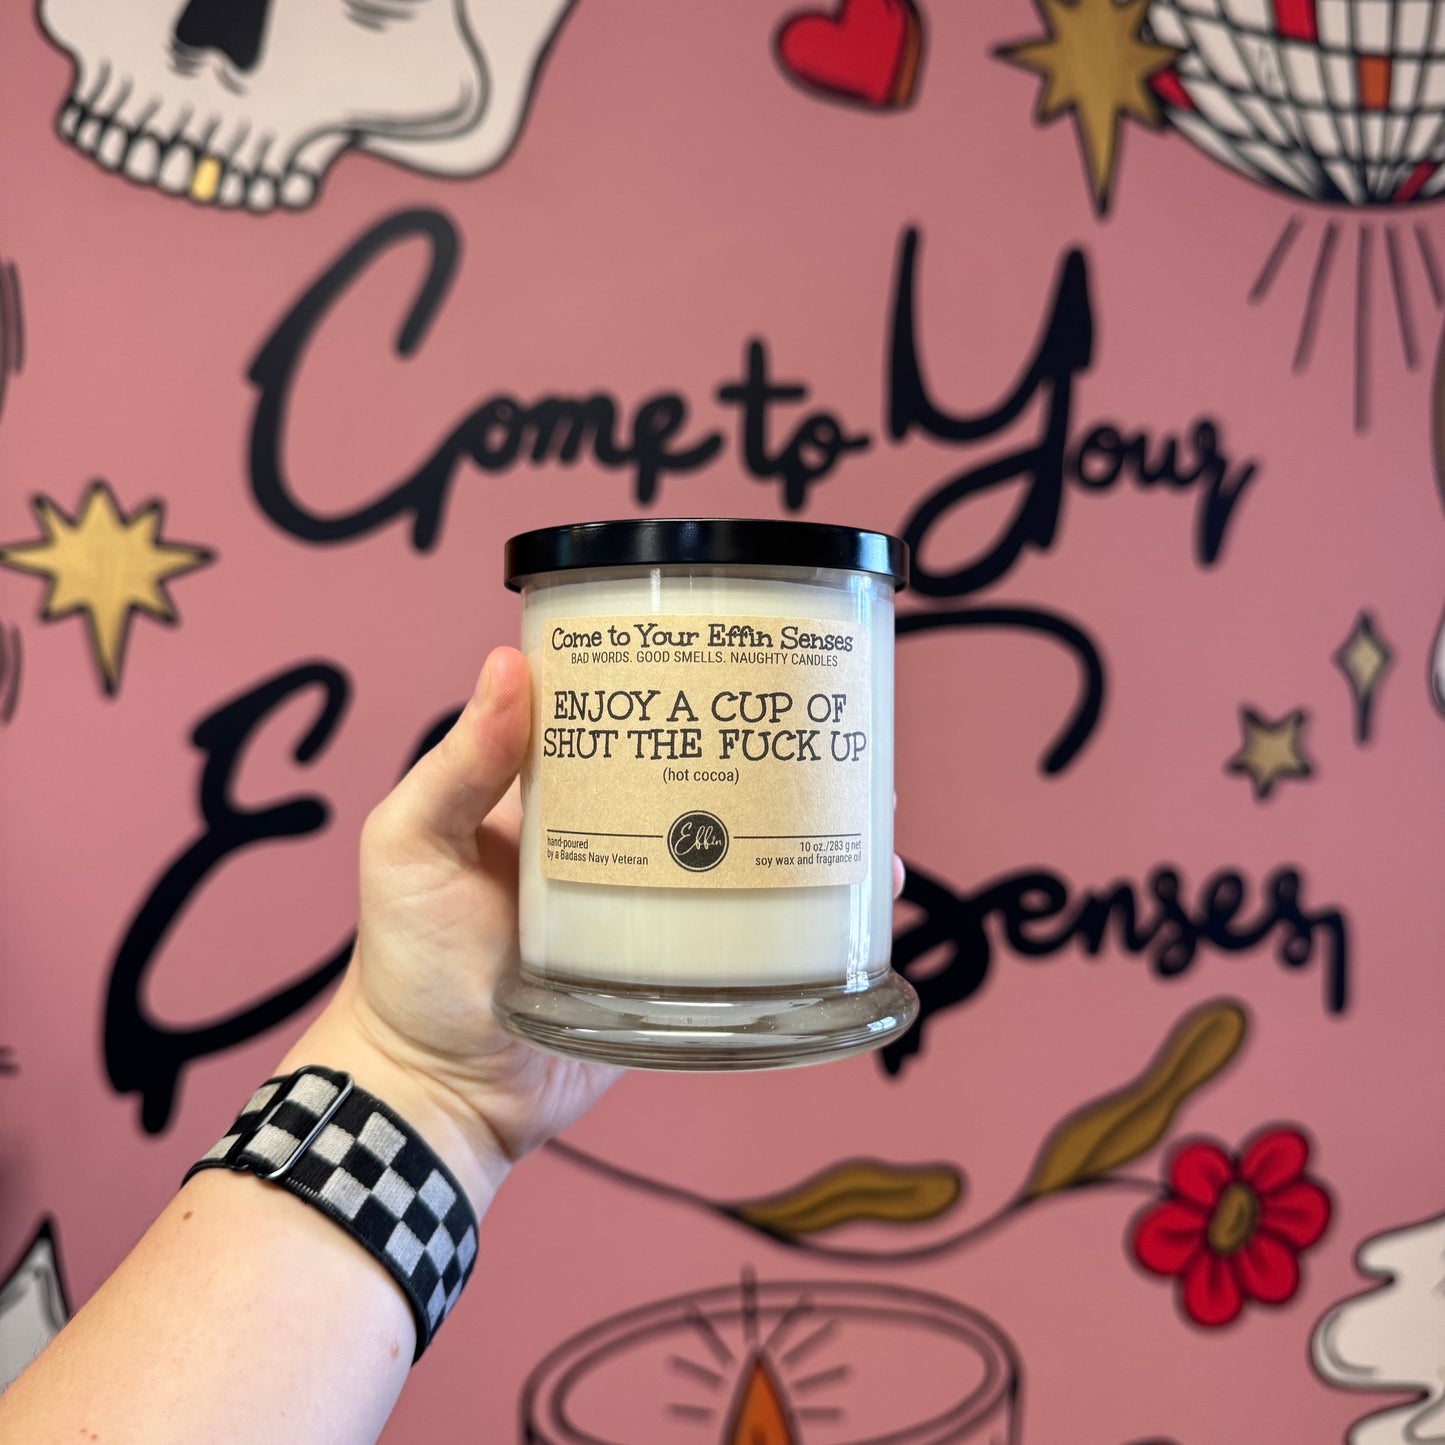 Come to Your
Senses
Come to Your Effin Senses
BAD WORDS. GOOD SMELLS. NAUGHTY CANDLES
ENJOY A CUP OF
SHUT THE FUCK UP
(hot cocoa)
Effin
hand-poured
by a Badass Navy Veteran
10 oz./283 g net
soy wax and fragrance oil